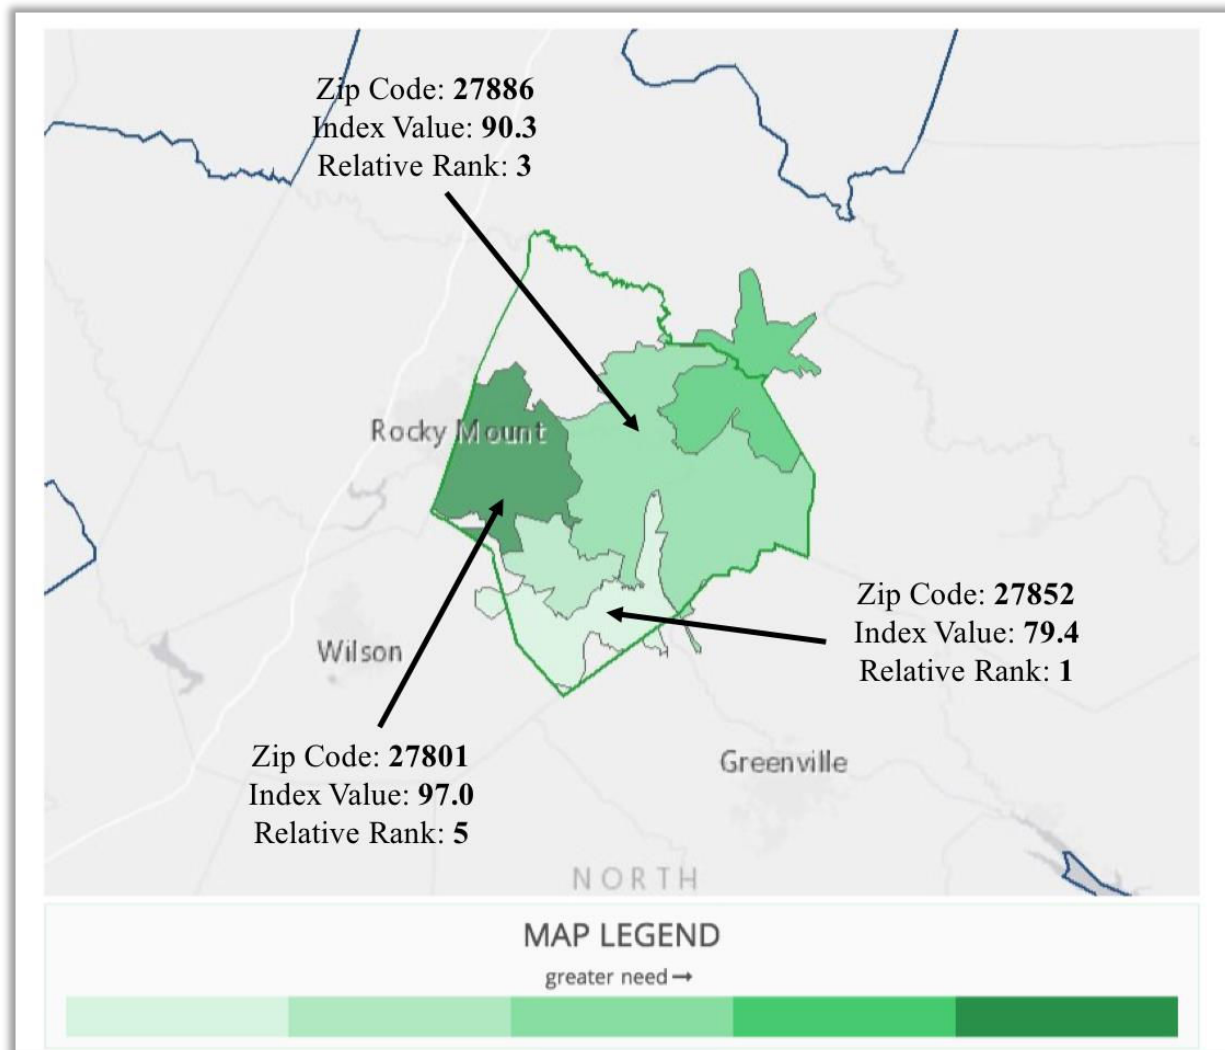 Zip Code: 27886
Index Value: 90.3
Relative Rank: 3
Rocky Mount
Zip Code: 27852
Index Value: 79.4
Relative Rank: 1
Wilson
Zip Code: 27801
Index Value: 97.0
Relative Rank: 5
Greenville
NORTH
MAP LEGEND
greater need→